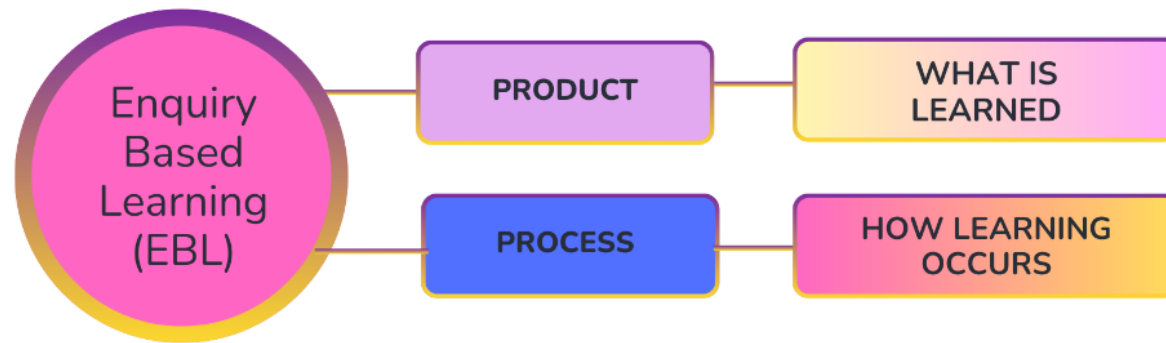 Enquiry
Based
Learning
(EBL)
PRODUCT
WHAT IS
LEARNED
PROCESS
HOW LEARNING
OCCURS